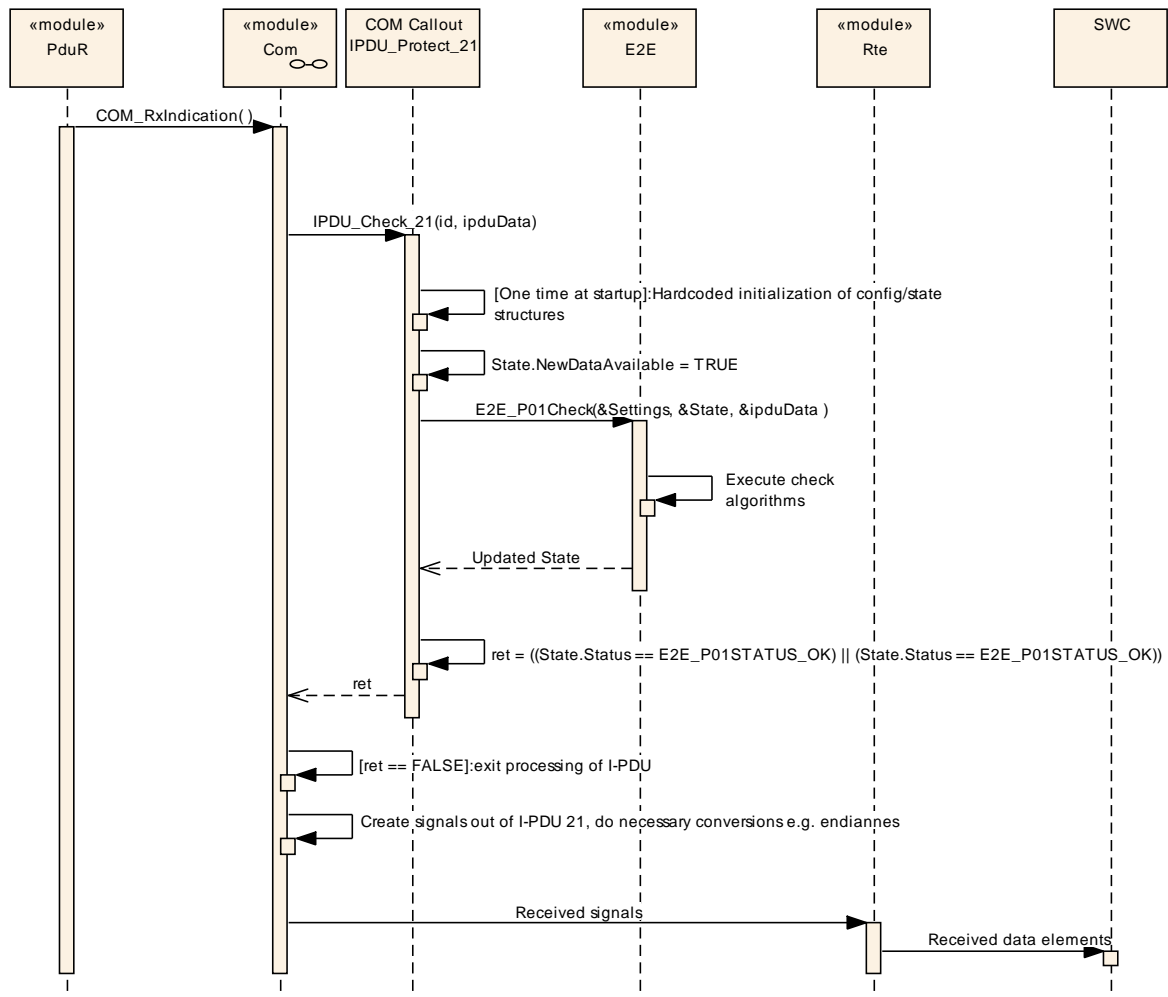 «module»
PduR
«module»
Com
COM Callout
IPDU_Protect_21
«module»
E2E
«module»
Rte
SWC
COM_RxIndication( )
IPDU_Check_21(id, ipduData)
[One time at startup]:Hardcoded initialization of config/state
structures
State.NewDataAvailable = TRUE
E2E_P01Check(&Settings, &State, &ipduData )
Execute check
algorithms
Updated State
ret = ((State.Status == E2E_P01STATUS_OK) || (State.Status == E2E_P01STATUS_OK))
ret
[ret == FALSE]:exit processing of I-PDU
Create signals out of I-PDU 21, do necessary conversions e.g. endiannes
Received signals
Received data elements